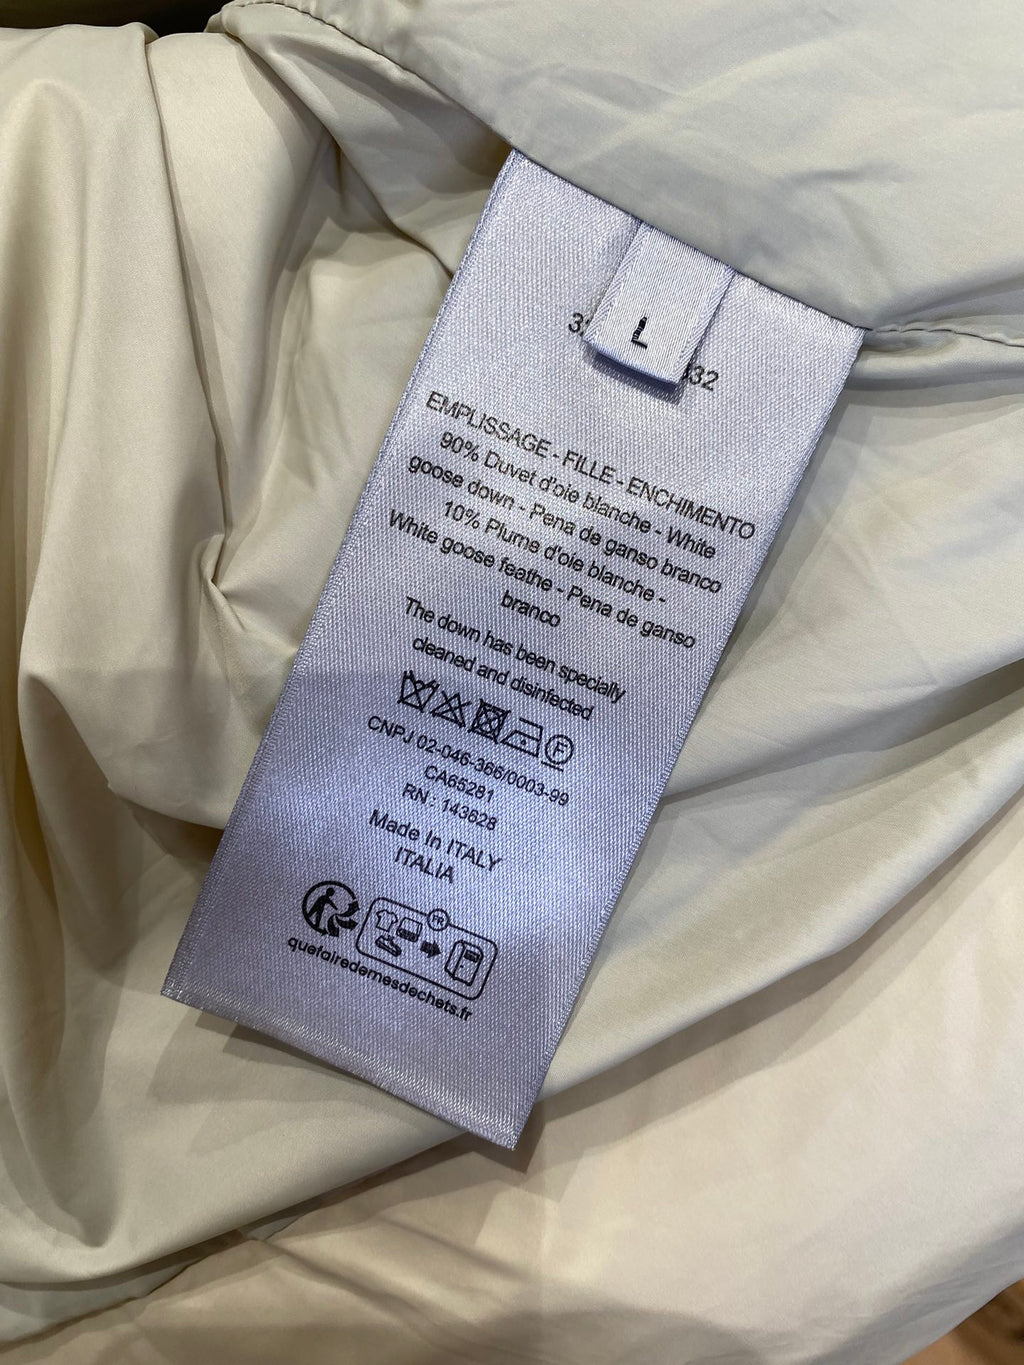 L
32
EMPLISSAGE - FILLE - ENCHIMENTO
90% Duvet d'oie blanche - White
goose down - Pena de ganso branco
10% Plume d'oie blanche -
White goose feathe - Pena de ganso
branco
The down has been specially
cleaned and disinfected
F
CNPJ 02-046-366/0003-99
CA65281
RN : 143628
Made In ITALY
ITALIA
FR
quefairedemesdechets.fr